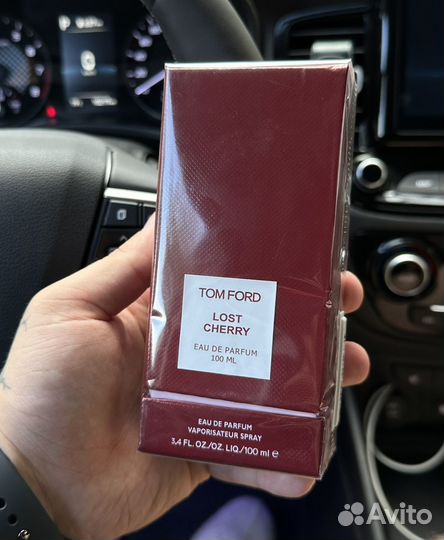 TOM FORD
LOST
CHERRY
EAU DE PARFUM
100 ML
EAU DE PARFUM
VAPORISATEUR SPRAY
3,4 FL. OZ./OZ. LIQ./100 ml e
Avito